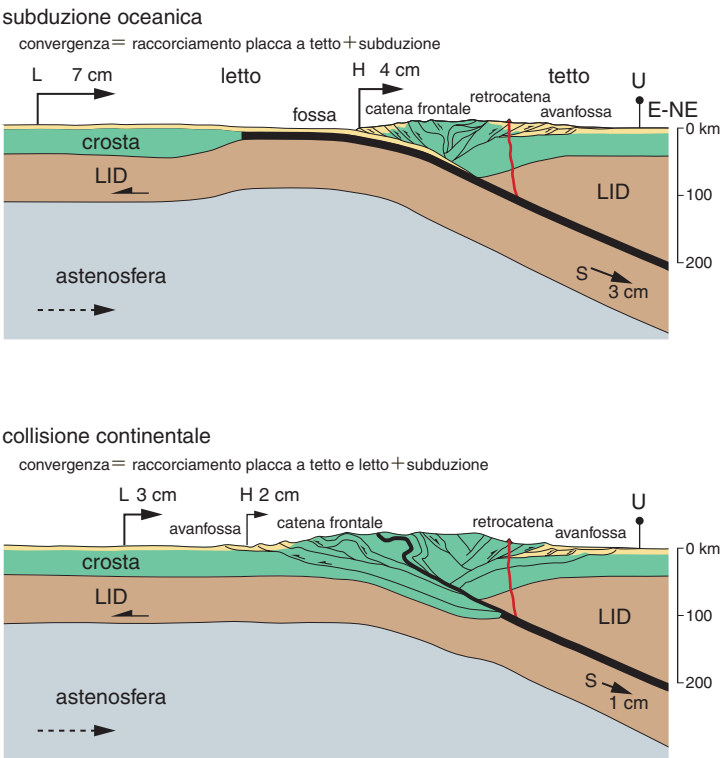 subduzione oceanica
convergenza= raccorciamento placca a tetto+subduzione
L 7 cm letto H 4 cm tetto U
fossa catena frontale retrocatena avanfossa E-NE
0 km
crosta
LID LID
100
200
astenosfera
S
3 cm
collisione continentale
convergenza= raccorciamento placca a tetto e letto+subduzione
L 3 cm H 2 cm U
avanfossa catena frontale retrocatena avanfossa
0 km
crosta
LID LID
100
200
astenosfera
S
1 cm